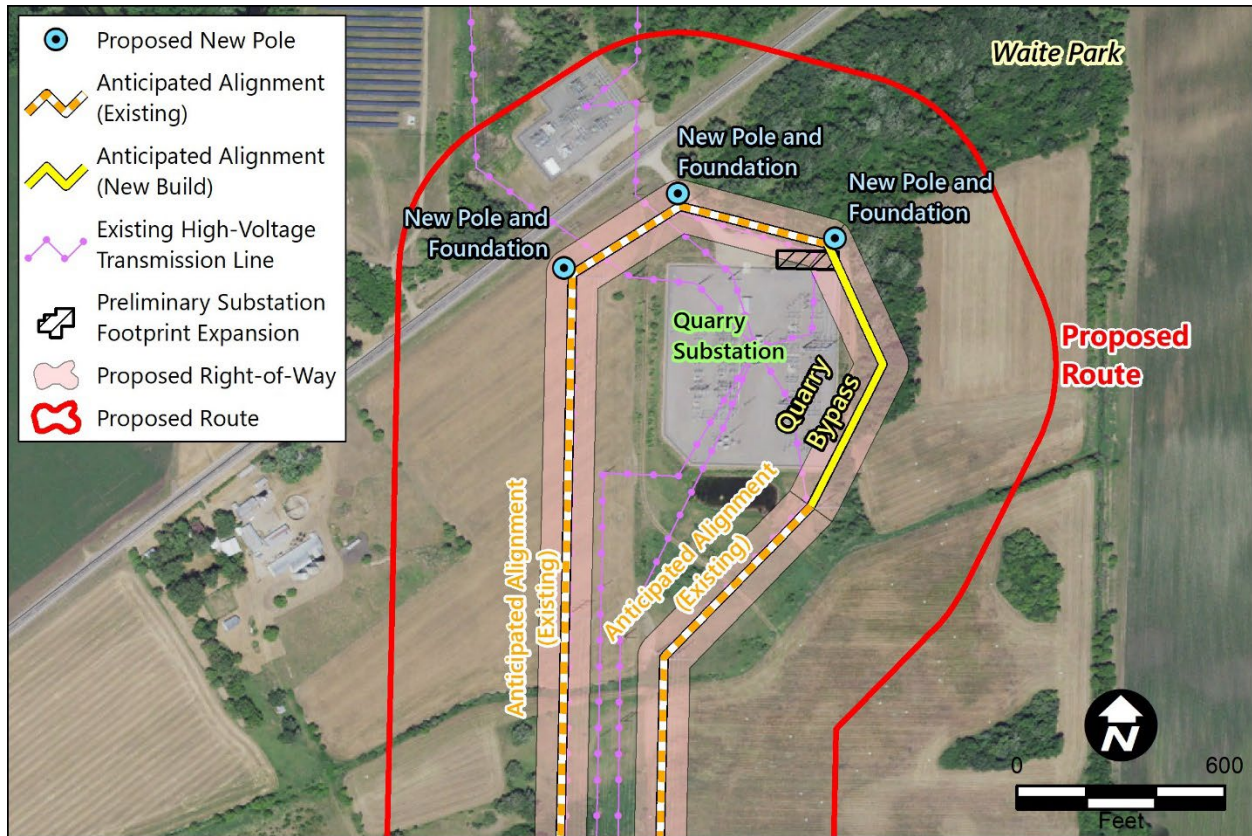 Proposed New Pole
Anticipated Alignment
(Existing)
Anticipated Alignment
(New Build)
Existing High-Voltage
Transmission Line
Preliminary Substation
Footprint Expansion
Proposed Right-of-Way
Proposed Route
Waite Park
New Pole and
Foundation
New Pole and
Foundation
New Pole and
Foundation
Quarry
Substation
Quarry
Bypass
Proposed
Route
Anticipated Alignment
(Existing)
Anticipated Alignment
(Existing)
N
0 600
Feet